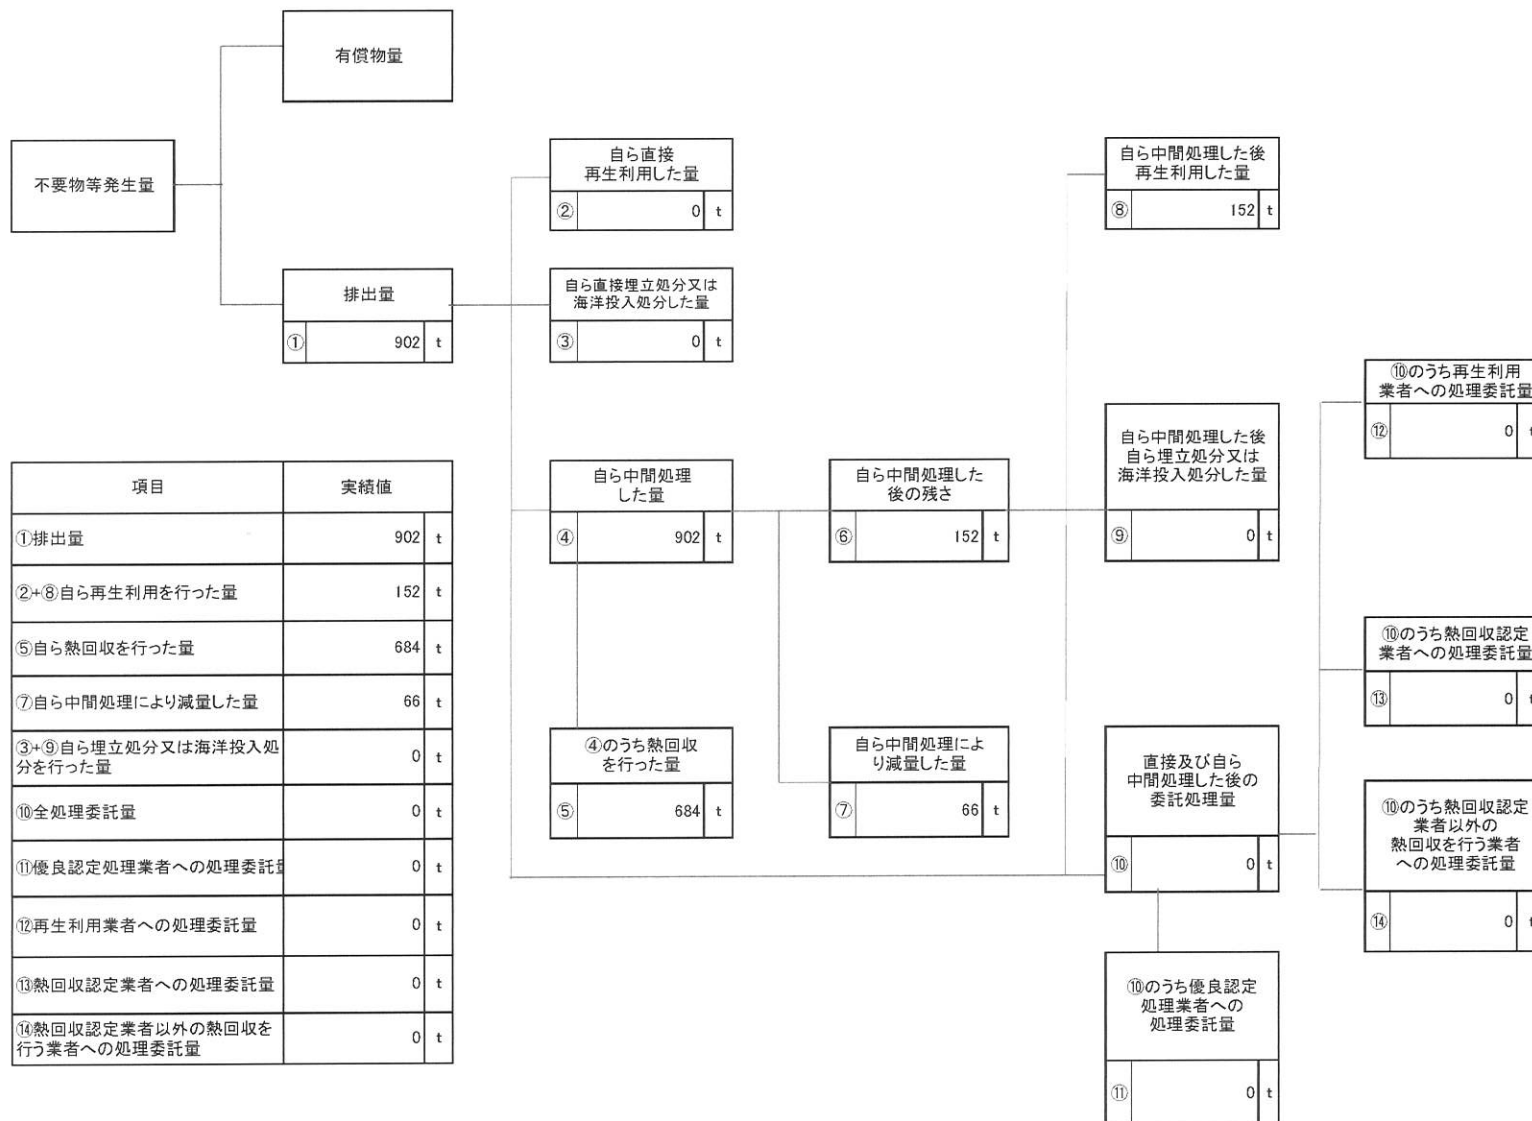 有償物量
不要物等発生量
排出量
① 902 t
自ら直接
再生利用した量
② 0 t
自ら直接埋立処分又は
海洋投入処分した量
③ 0 t
自ら中間処理
した量
④ 902 t
④のうち熱回収
を行った量
⑤ 684 t
自ら中間処理した
後の残さ
⑥ 152 t
自ら中間処理によ
り減量した量
⑦ 66 t
自ら中間処理した後
再生利用した量
⑧ 152 t
自ら中間処理した後
自ら埋立処分又は
海洋投入処分した量
⑨ 0 t
直接及び自ら
中間処理した後の
委託処理量
⑩ 0 t
⑩のうち優良認定
処理業者への
処理委託量
⑪ 0 t
⑩のうち再生利用
業者への処理委託量
⑫ 0 t
⑩のうち熱回収認定
業者への処理委託量
⑬ 0 t
⑩のうち熱回収認定
業者以外の
熱回収を行う業者
への処理委託量
⑭ 0 t
項目 実績値
①排出量 902 t
②+⑧自ら再生利用を行った量 152 t
⑤自ら熱回収を行った量 684 t
⑦自ら中間処理により減量した量 66 t
③+⑨自ら埋立処分又は海洋投入処
分を行った量 0 t
⑩全処理委託量 0 t
⑪優良認定処理業者への処理委託量 0 t
⑫再生利用業者への処理委託量 0 t
⑬熱回収認定業者への処理委託量 0 t
⑭熱回収認定業者以外の熱回収を
行う業者への処理委託量 0 t